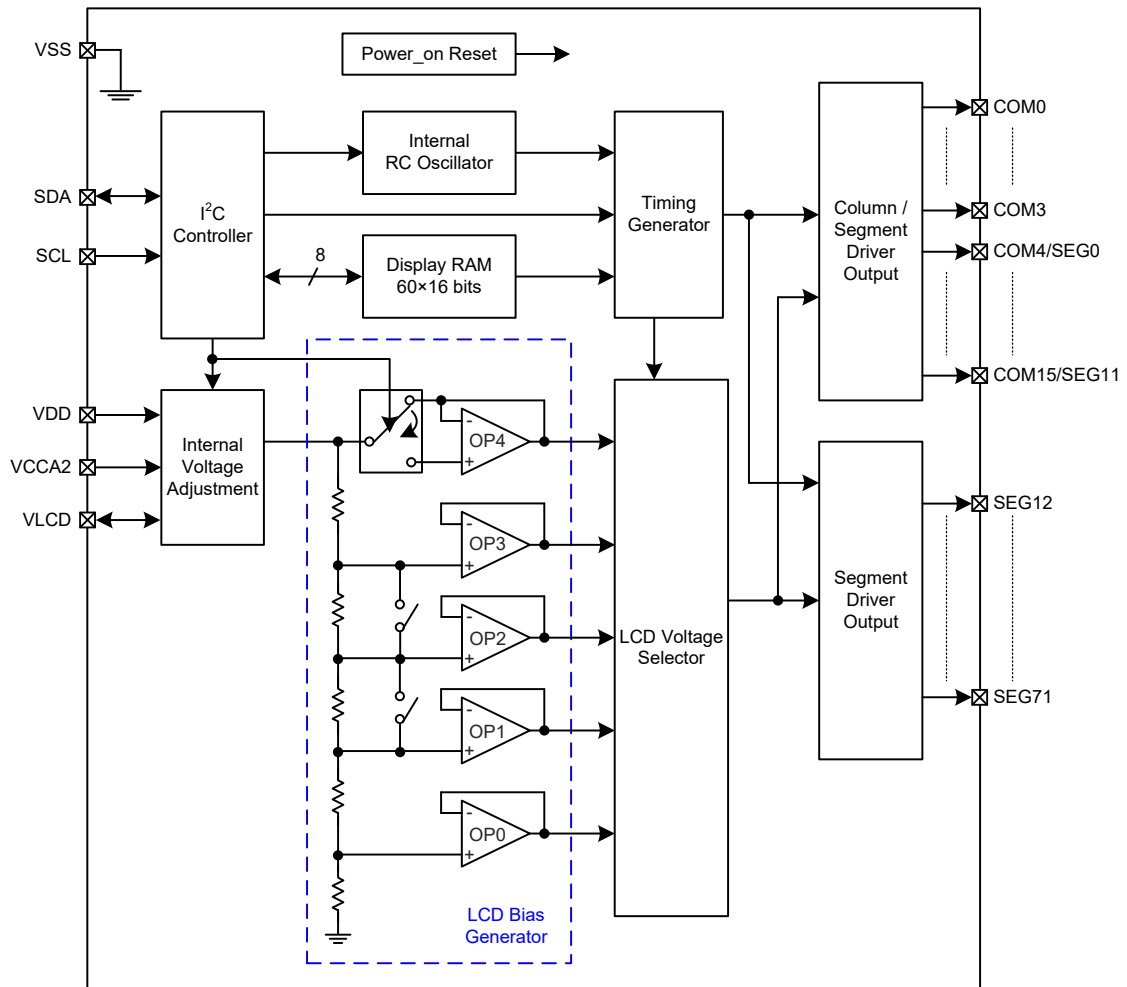 VSS
Power_on Reset
COM0
Internal
RC Oscillator
SDA
I²C
Controller
Timing
Generator
Column /
Segment
Driver
Output
COM3
SCL
8
Display RAM
60×16 bits
COM4/SEG0
COM15/SEG11
VDD
VCCA2
VLCD
Internal
Voltage
Adjustment
-
OP4
+
-
OP3
+
-
OP2
+
-
OP1
+
-
OP0
+
LCD Voltage
Selector
SEG12
Segment
Driver
Output
SEG71
LCD Bias
Generator